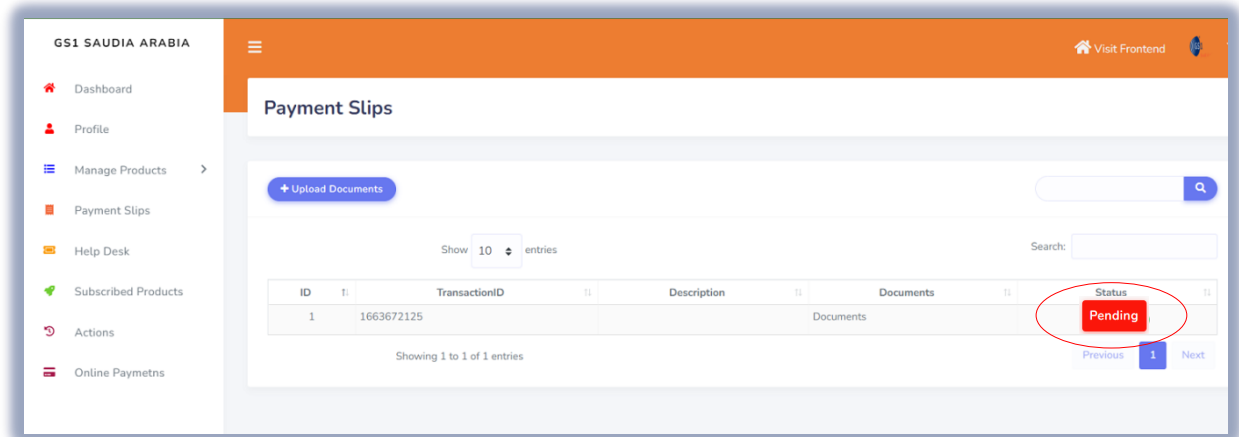 GS1 SAUDIA ARABIA
Visit Frontend
Dashboard
Profile
Manage Products
Payment Slips
Help Desk
Subscribed Products
Actions
Online Paymetns
Payment Slips
+ Upload Documents
Show 10 entries
Search:
ID TransactionID Description Documents Status
1 1663672125 Documents Pending
Showing 1 to 1 of 1 entries
Previous 1 Next